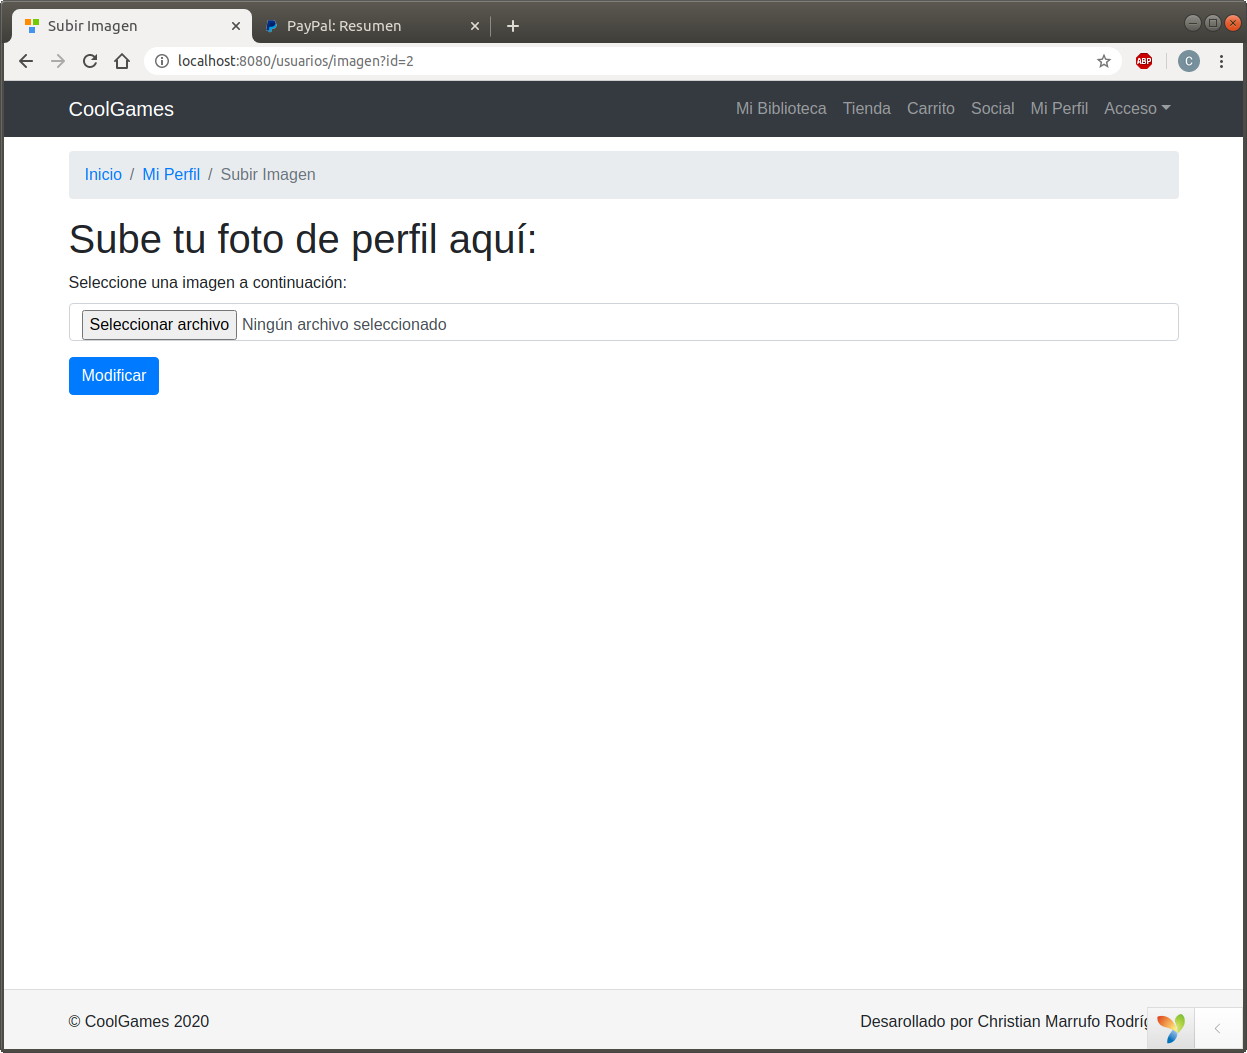 Subir Imagen
PayPal: Resumen
localhost:8080/usuarios/imagen?id=2
ABP
C
CoolGames
Mi Biblioteca Tienda Carrito Social Mi Perfil Acceso
Inicio / Mi Perfil / Subir Imagen
Sube tu foto de perfil aquí:
Seleccione una imagen a continuación:
Seleccionar archivo Ningún archivo seleccionado
Modificar
© CoolGames 2020
Desarollado por Christian Marrufo